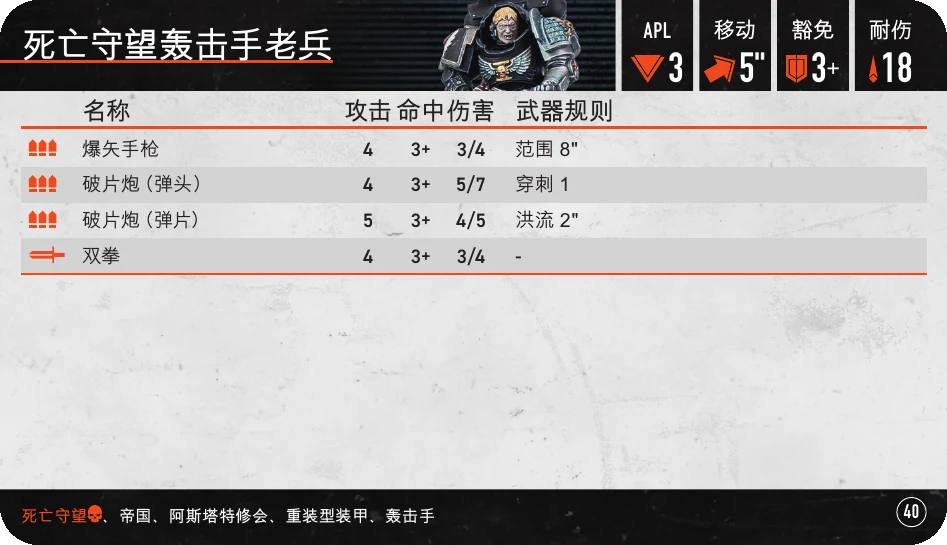 死亡守望轰击手老兵
APL 移动 豁免 耐伤
3 5" 3+ 18
名称 攻击 命中 伤害 武器规则
爆矢手枪 4 3+ 3/4 范围 8"
破片炮（弹头） 4 3+ 5/7 穿刺 1
破片炮（弹片） 5 3+ 4/5 洪流 2"
双拳 4 3+ 3/4 -
死亡守望、帝国、阿斯塔特修会、重装型装甲、轰击手
40